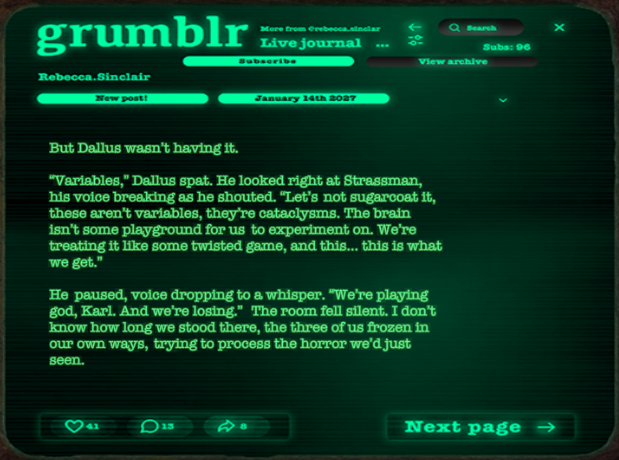 grumblr
More from @rebecca.sinclar
Live journal ...
Search
Subs: 96
Subscribe
View archive
Rebecca.Sinclair
New post!
January 14th 2027
But Dallus wasn't having it.
“Variables,” Dallus spat. He looked right at Strassman,
his voice breaking as he shouted. “Let's not sugarcoat it,
these aren't variables, they're cataclysms. The brain
isn't some playground for us to experiment on. We're
treating it like some twisted game, and this... this is what
we get.”
He paused, voice dropping to a whisper. “We're playing
god, Karl. And we're losing.” The room fell silent. I don't
know how long we stood there, the three of us frozen in
our own ways, trying to process the horror we'd just
seen.
41
13
8
Next page